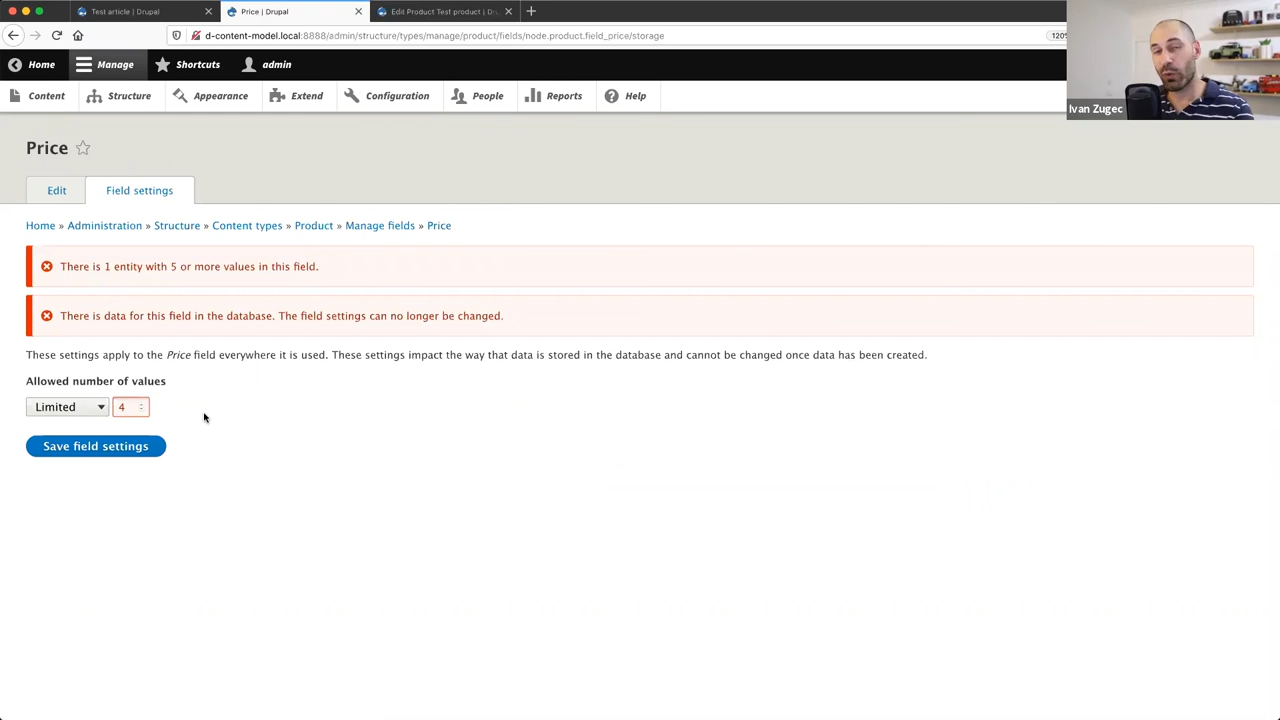 Test article | Drupal
Price | Drupal
Edit Product Test product | Dr
d-content-model.local:8888/admin/structure/types/manage/product/fields/node.product.field_price/storage
120%
Home
Manage
Shortcuts
admin
Content
Structure
Appearance
Extend
Configuration
People
Reports
Help
Ivan Zugec
Price
Edit
Field settings
Home » Administration » Structure » Content types » Product » Manage fields » Price
There is 1 entity with 5 or more values in this field.
There is data for this field in the database. The field settings can no longer be changed.
These settings apply to the Price field everywhere it is used. These settings impact the way that data is stored in the database and cannot be changed once data has been created.
Allowed number of values
Limited 4
Save field settings